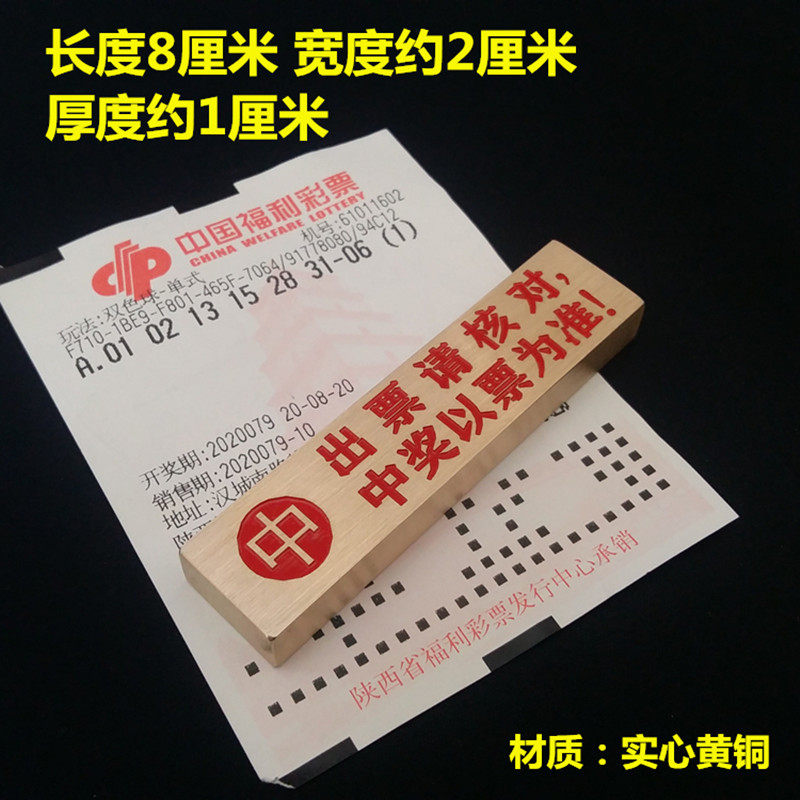 长度8厘米 宽度约2厘米
厚度约1厘米
中国福利彩票
CHINA WELFARE LOTTERY
机号:61011602
玩法:双色球-单式
F710-1BE9-F801-465F-7064/91778080/94C12
A.01 02 13 15 28 31-06 (1)
开奖期:2020079 20-08-20
销售期:2020079-10
地址:汉城南路
陕西
出票请核对,
中奖以票为准!
中
陕西省福利彩票发行中心承销
材质：实心黄铜